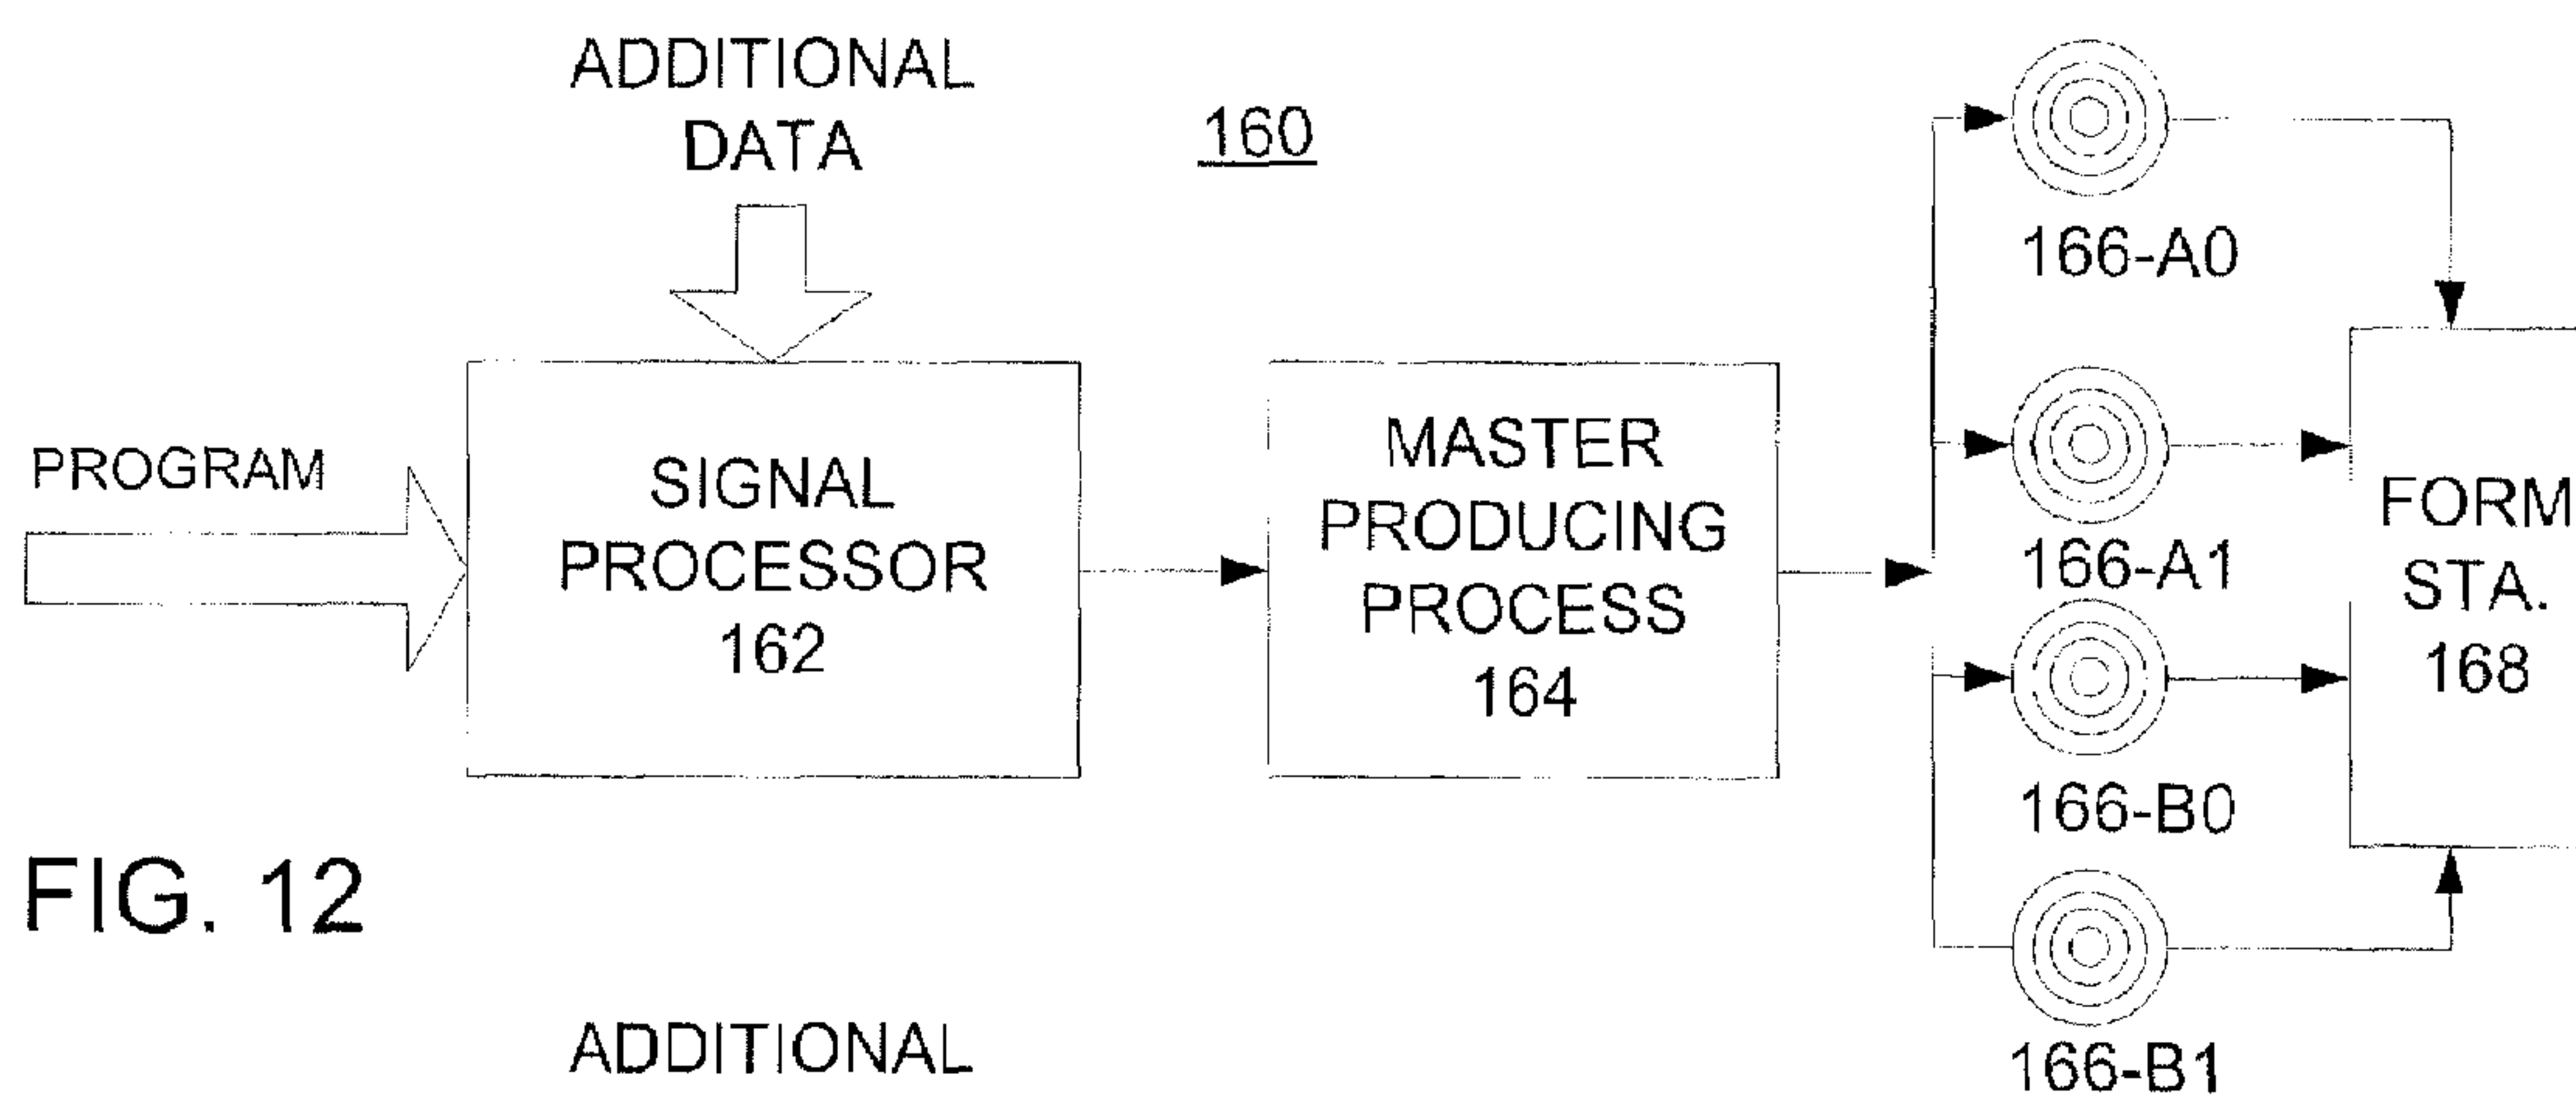 ADDITIONAL
DATA
160
PROGRAM
SIGNAL
PROCESSOR
162
MASTER
PRODUCING
PROCESS
164
166-A0
166-A1
166-B0
166-B1
FORM
STA.
168
FIG. 12
ADDITIONAL